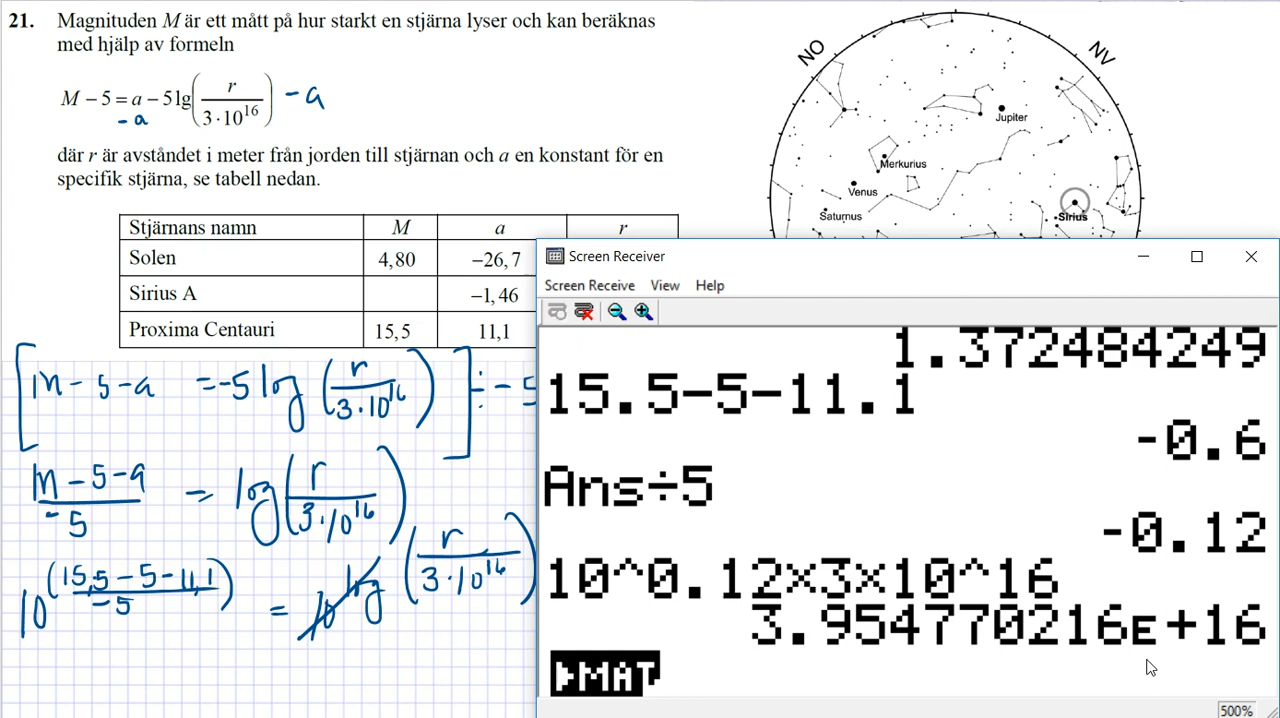 21. Magnituden M är ett mått på hur starkt en stjärna lyser och kan beräknas
med hjälp av formeln
M – 5 = a – 5 lg( r / 3·10^16 ) - a
- a
där r är avståndet i meter från jorden till stjärnan och a en konstant för en
specifik stjärna, se tabell nedan.
Stjärnans namn M a r
Solen 4,80 −26,7
Sirius A −1,46
Proxima Centauri 15,5 11,1
NO
NV
Jupiter
Merkurius
Venus
Saturnus
Sirius
[ m - 5 - a = -5 log ( r / 3·10^16 ) ] ÷ - 5
m - 5 - a / -5 = log ( r / 3·10^16 )
10^( 15,5 - 5 - 11,1 / -5 ) = 10 log ( r / 3·10^16 )
Screen Receiver
Screen Receive View Help
1.372484249
15.5-5-11.1
-0.6
Ans÷5
-0.12
10^0.12×3×10^16
3.954770216E+16
▶MAT
500%